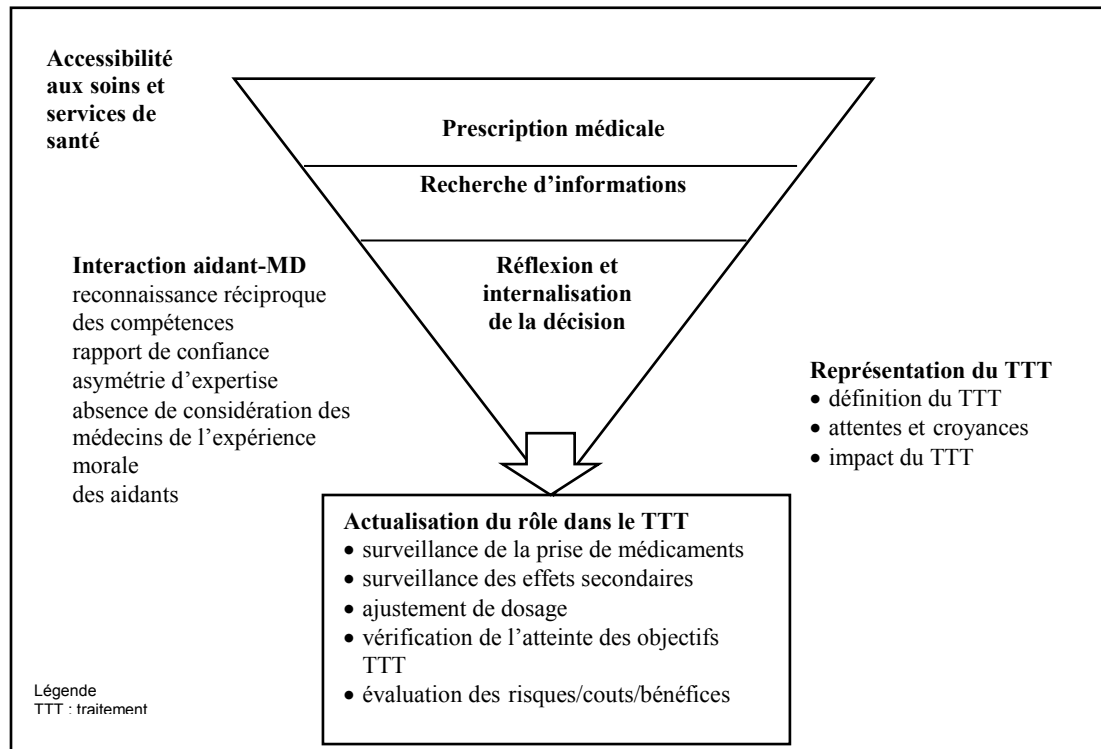 Accessibilité
aux soins et
services de
santé
Prescription médicale
Recherche d’informations
Réflexion et
internalisation
de la décision
Interaction aidant-MD
reconnaissance réciproque
des compétences
rapport de confiance
asymétrie d’expertise
absence de considération des
médecins de l’expérience
morale
des aidants
Représentation du TTT
• définition du TTT
• attentes et croyances
• impact du TTT
Actualisation du rôle dans le TTT
• surveillance de la prise de médicaments
• surveillance des effets secondaires
• ajustement de dosage
• vérification de l’atteinte des objectifs
TTT
• évaluation des risques/couts/bénéfices
Légende
TTT : traitement